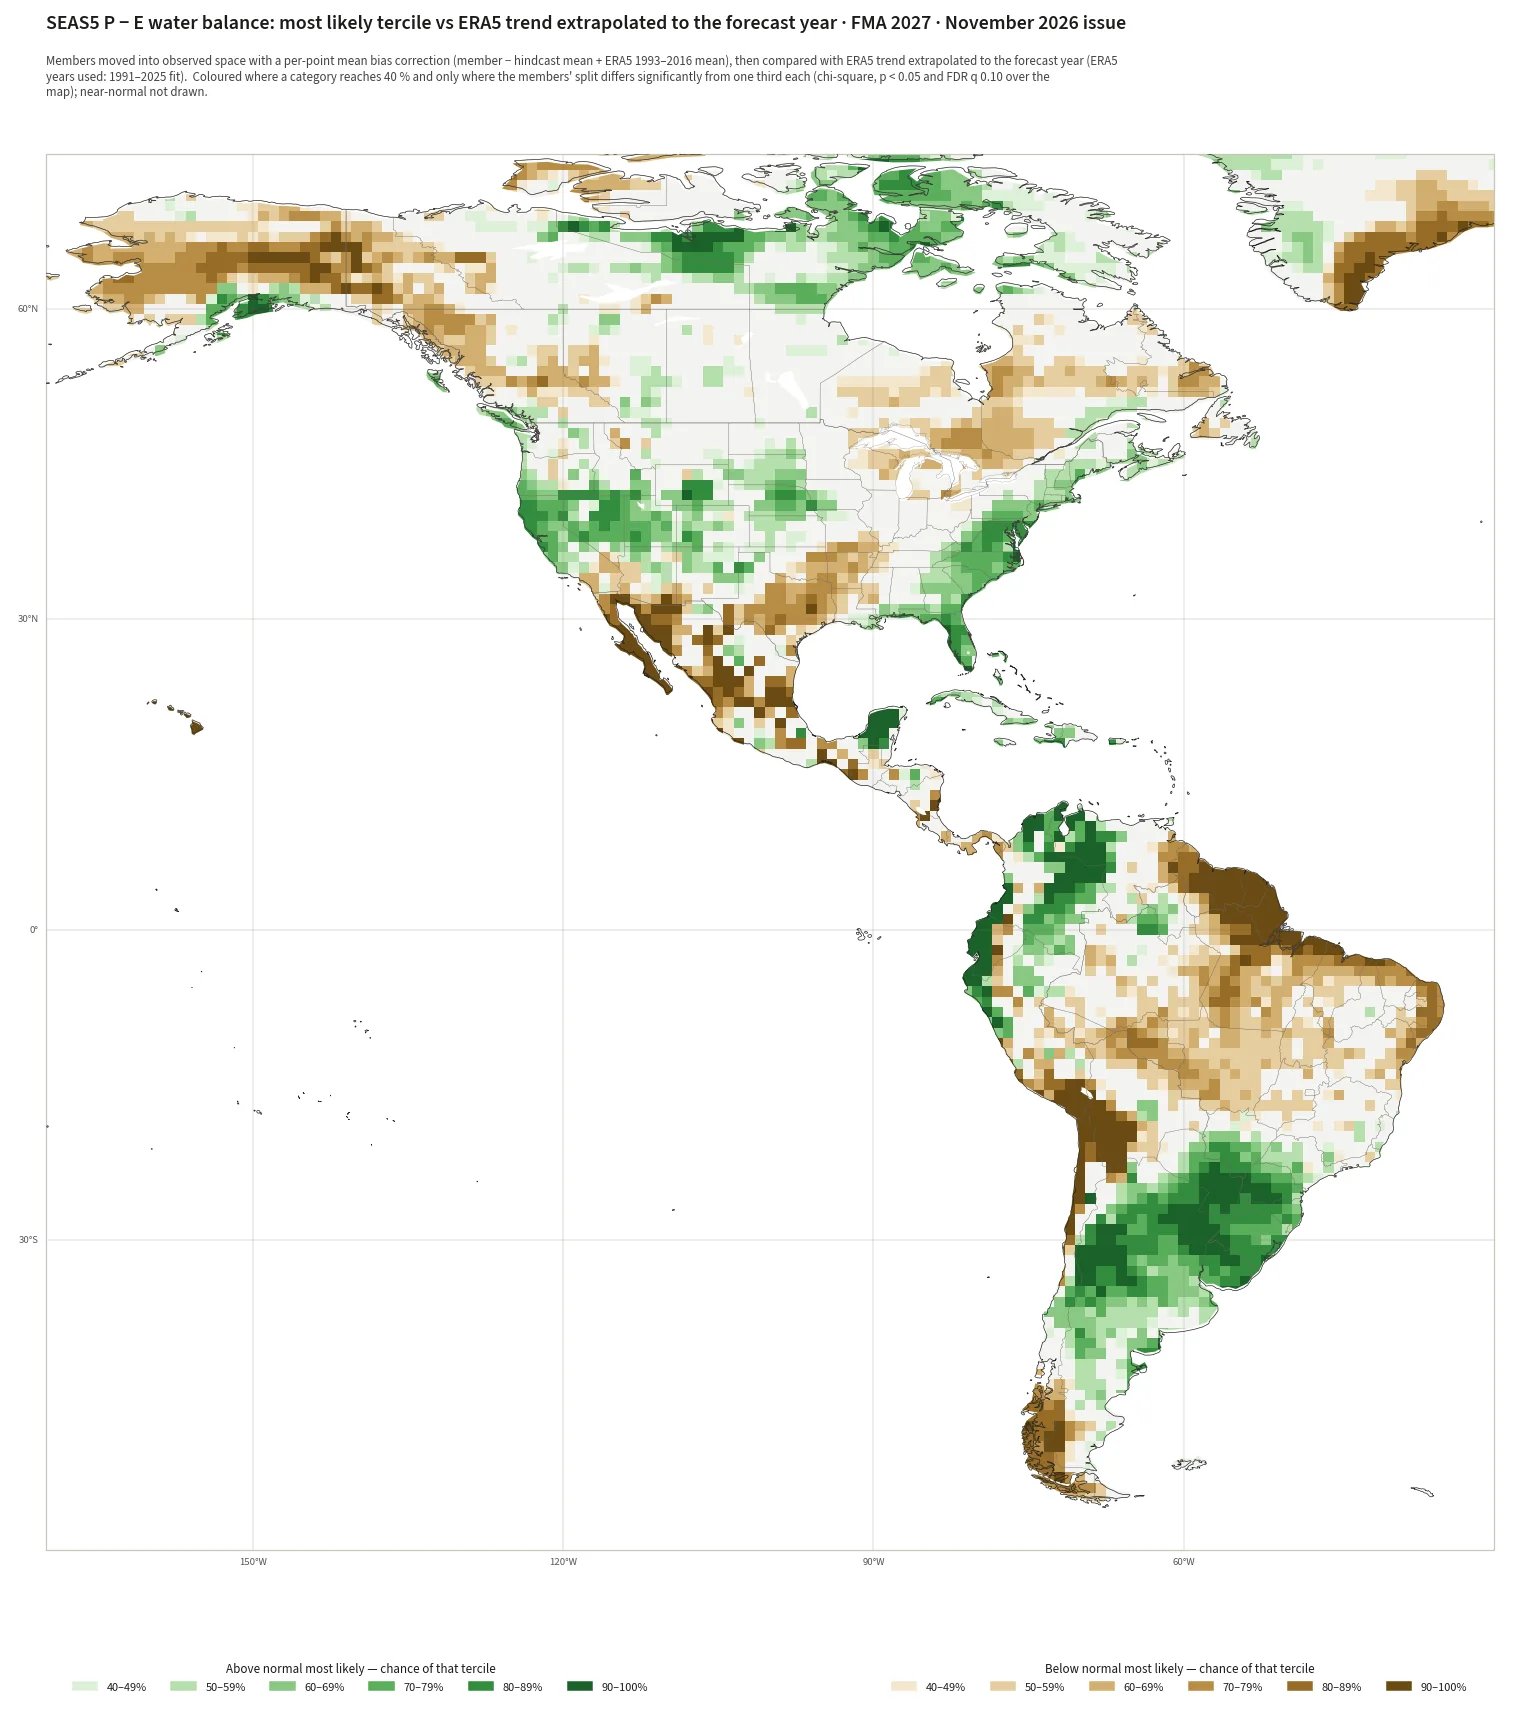 SEAS5 P − E water balance: most likely tercile vs ERA5 trend extrapolated to the forecast year · FMA 2027 · November 2026 issue
Members moved into observed space with a per-point mean bias correction (member − hindcast mean + ERA5 1993–2016 mean), then compared with ERA5 trend extrapolated to the forecast year (ERA5
years used: 1991–2025 fit). Coloured where a category reaches 40 % and only where the members' split differs significantly from one third each (chi-square, p < 0.05 and FDR q 0.10 over the
map); near-normal not drawn.
60°N
30°N
0°
30°S
150°W 120°W 90°W 60°W
Above normal most likely — chance of that tercile
40–49% 50–59% 60–69% 70–79% 80–89% 90–100%
Below normal most likely — chance of that tercile
40–49% 50–59% 60–69% 70–79% 80–89% 90–100%